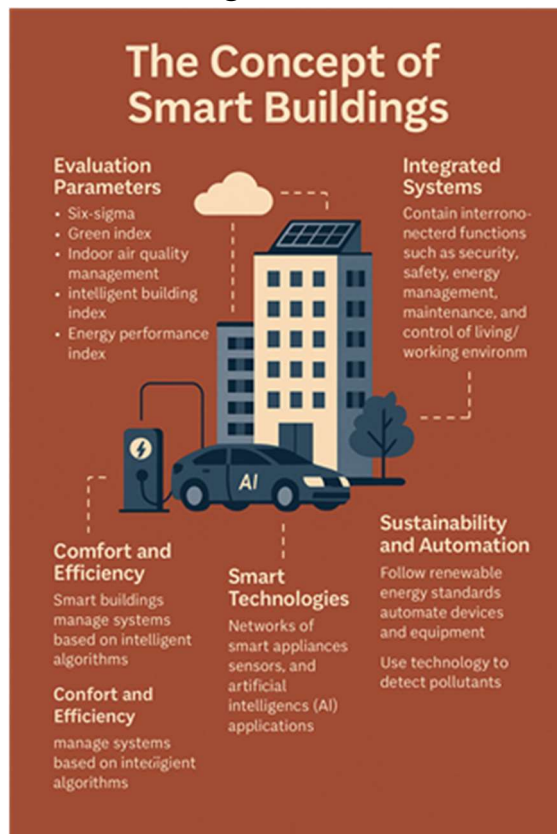 The Concept of
Smart Buildings
Evaluation
Parameters
• Six-sigma
• Green index
• Indoor air quality
management
• intelligent building
index
• Energy performance
index
Integrated
Systems
Contain interrono-
necterd functions
such as security,
safety, energy
management,
maintenance, and
control of living/
working environm
AI
Comfort and
Efficiency
Smart buildings
manage systems
based on intelligent
algorithms
Confort and
Efficiency
manage systems
based on
algorithms
Smart
Technologies
Networks of
smart appliances
sensors, and
artificial
intelligencs (AI)
applications
Sustainability
and Automation
Follow renewable
energy standards
automate devices
and equipment
Use technology to
detect pollutants